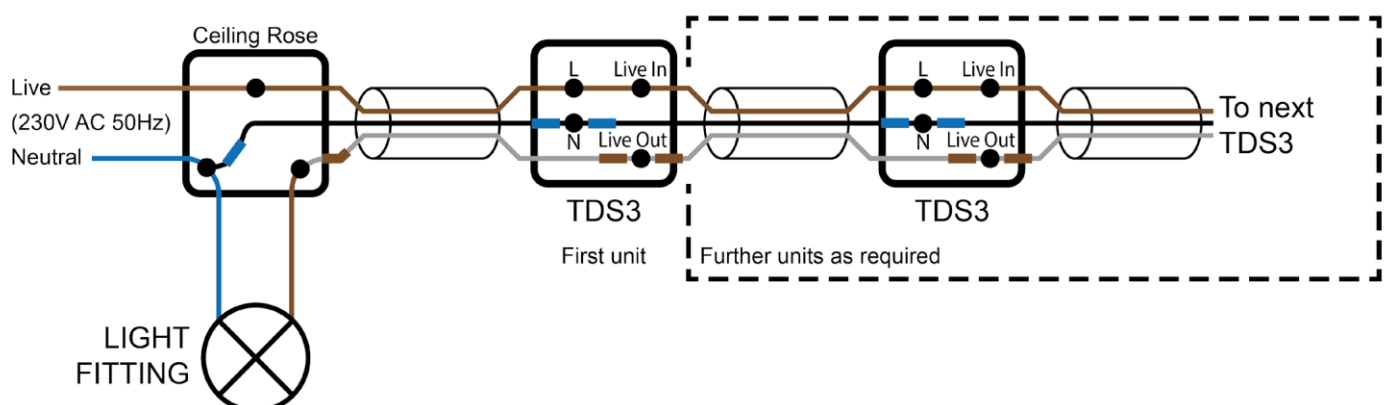 Ceiling Rose
Live
(230V AC 50Hz)
Neutral
L Live In
N Live Out
TDS3
First unit
L Live In
N Live Out
TDS3
Further units as required
To next
TDS3
LIGHT
FITTING